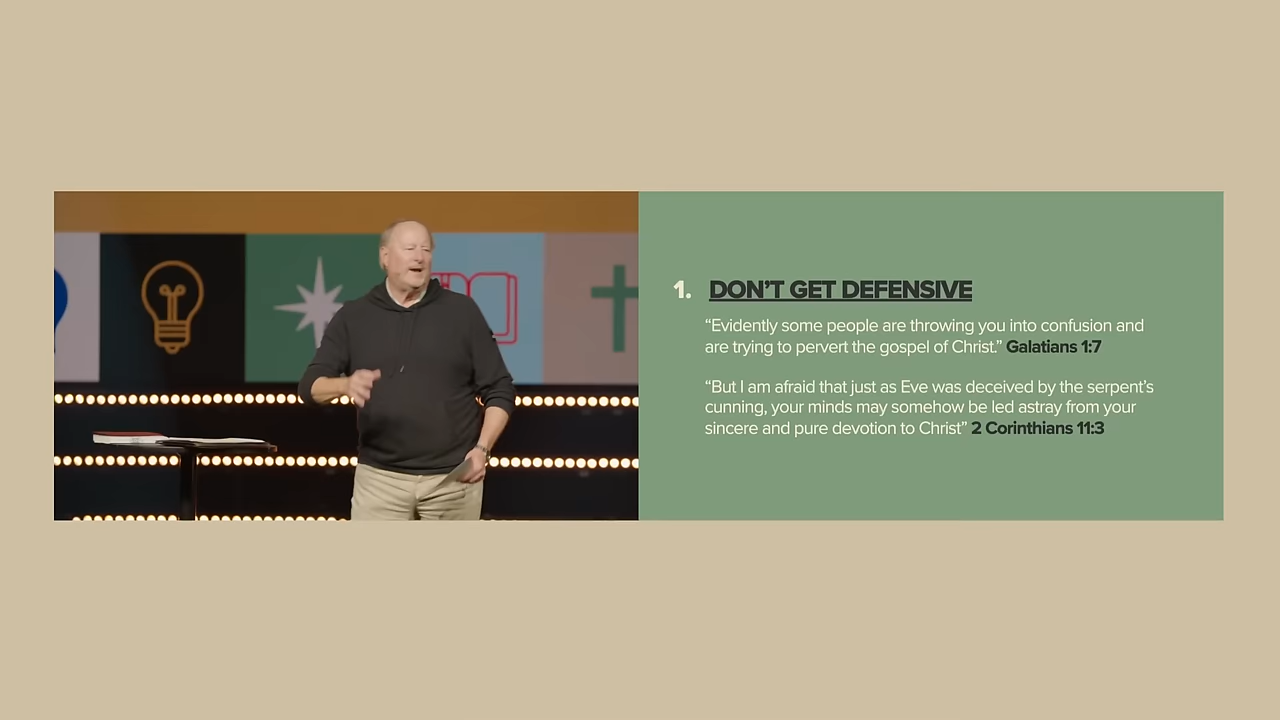 1. DON'T GET DEFENSIVE
“Evidently some people are throwing you into confusion and
are trying to pervert the gospel of Christ.” Galatians 1:7
“But I am afraid that just as Eve was deceived by the serpent's
cunning, your minds may somehow be led astray from your
sincere and pure devotion to Christ” 2 Corinthians 11:3